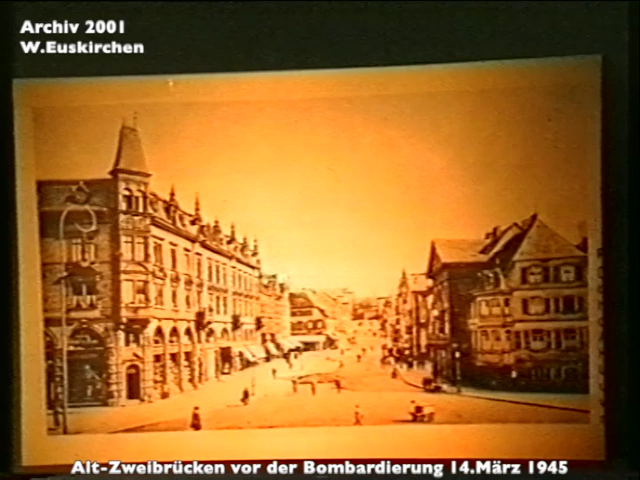 Archiv 2001
W.Euskirchen
Alt-Zweibrücken vor der Bombardierung 14.März 1945